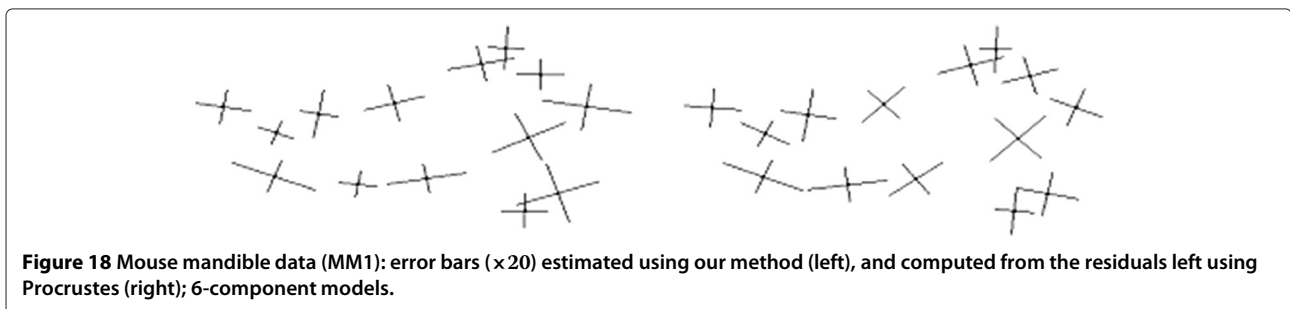 Figure 18 Mouse mandible data (MM1): error bars (×20) estimated using our method (left), and computed from the residuals left using
Procrustes (right); 6-component models.